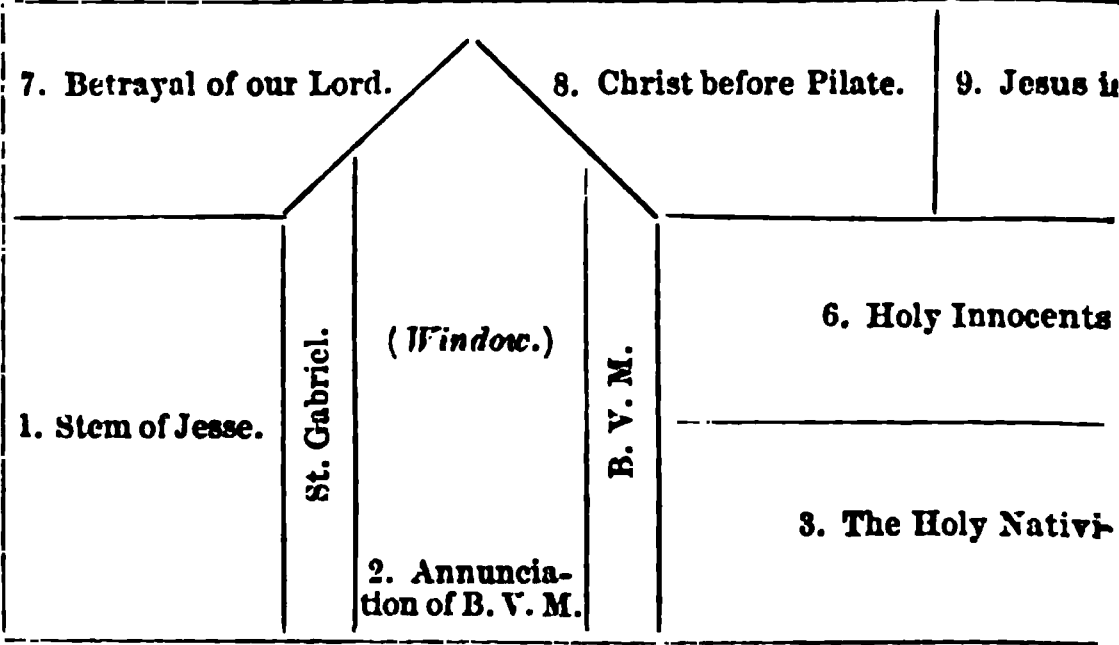 7. Betrayal of our Lord.
8. Christ before Pilate.
9. Jesus
6. Holy Innocents
(Window.)
St. Gabriel.
B. V. M.
1. Stem of Jesse.
3. The Holy Nativi-
2. Annuncia-
tion of B. V. M.